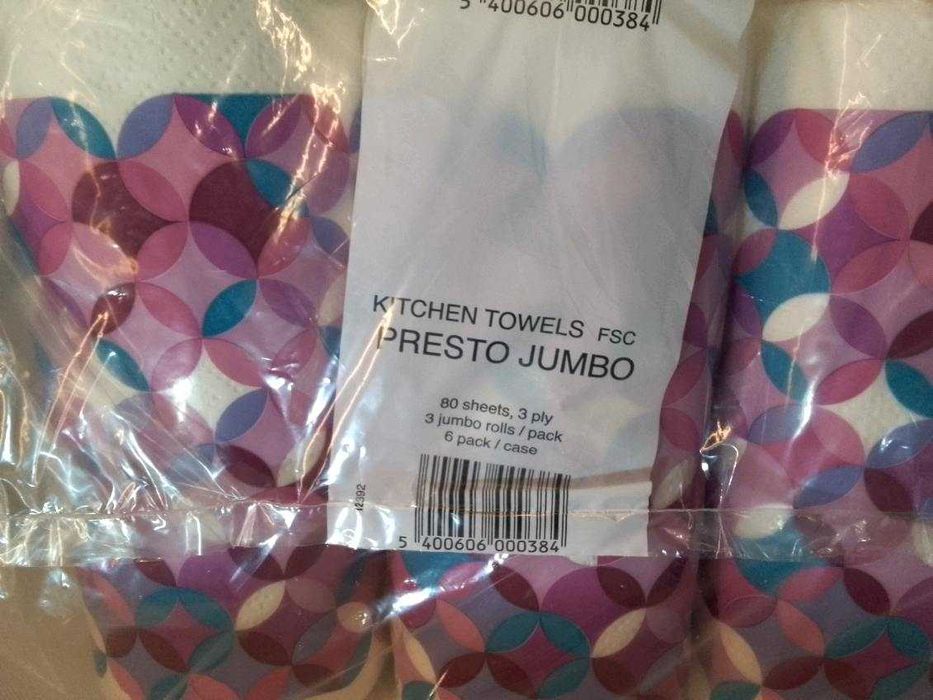 5 400606 000384
KITCHEN TOWELS FSC
PRESTO JUMBO
80 sheets, 3 ply
3 jumbo rolls / pack
6 pack / case
12392
5 400606 000384